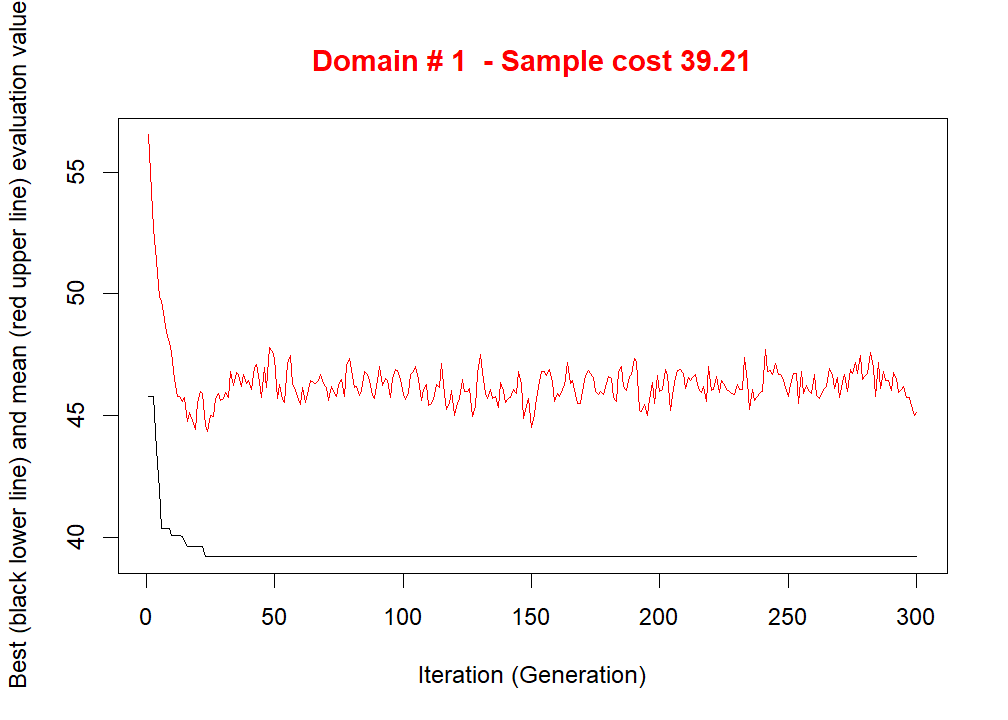 Domain # 1  - Sample cost 39.21
Best (black lower line) and mean (red upper line) evaluation value
55
50
45
40
0 50 100 150 200 250 300
Iteration (Generation)